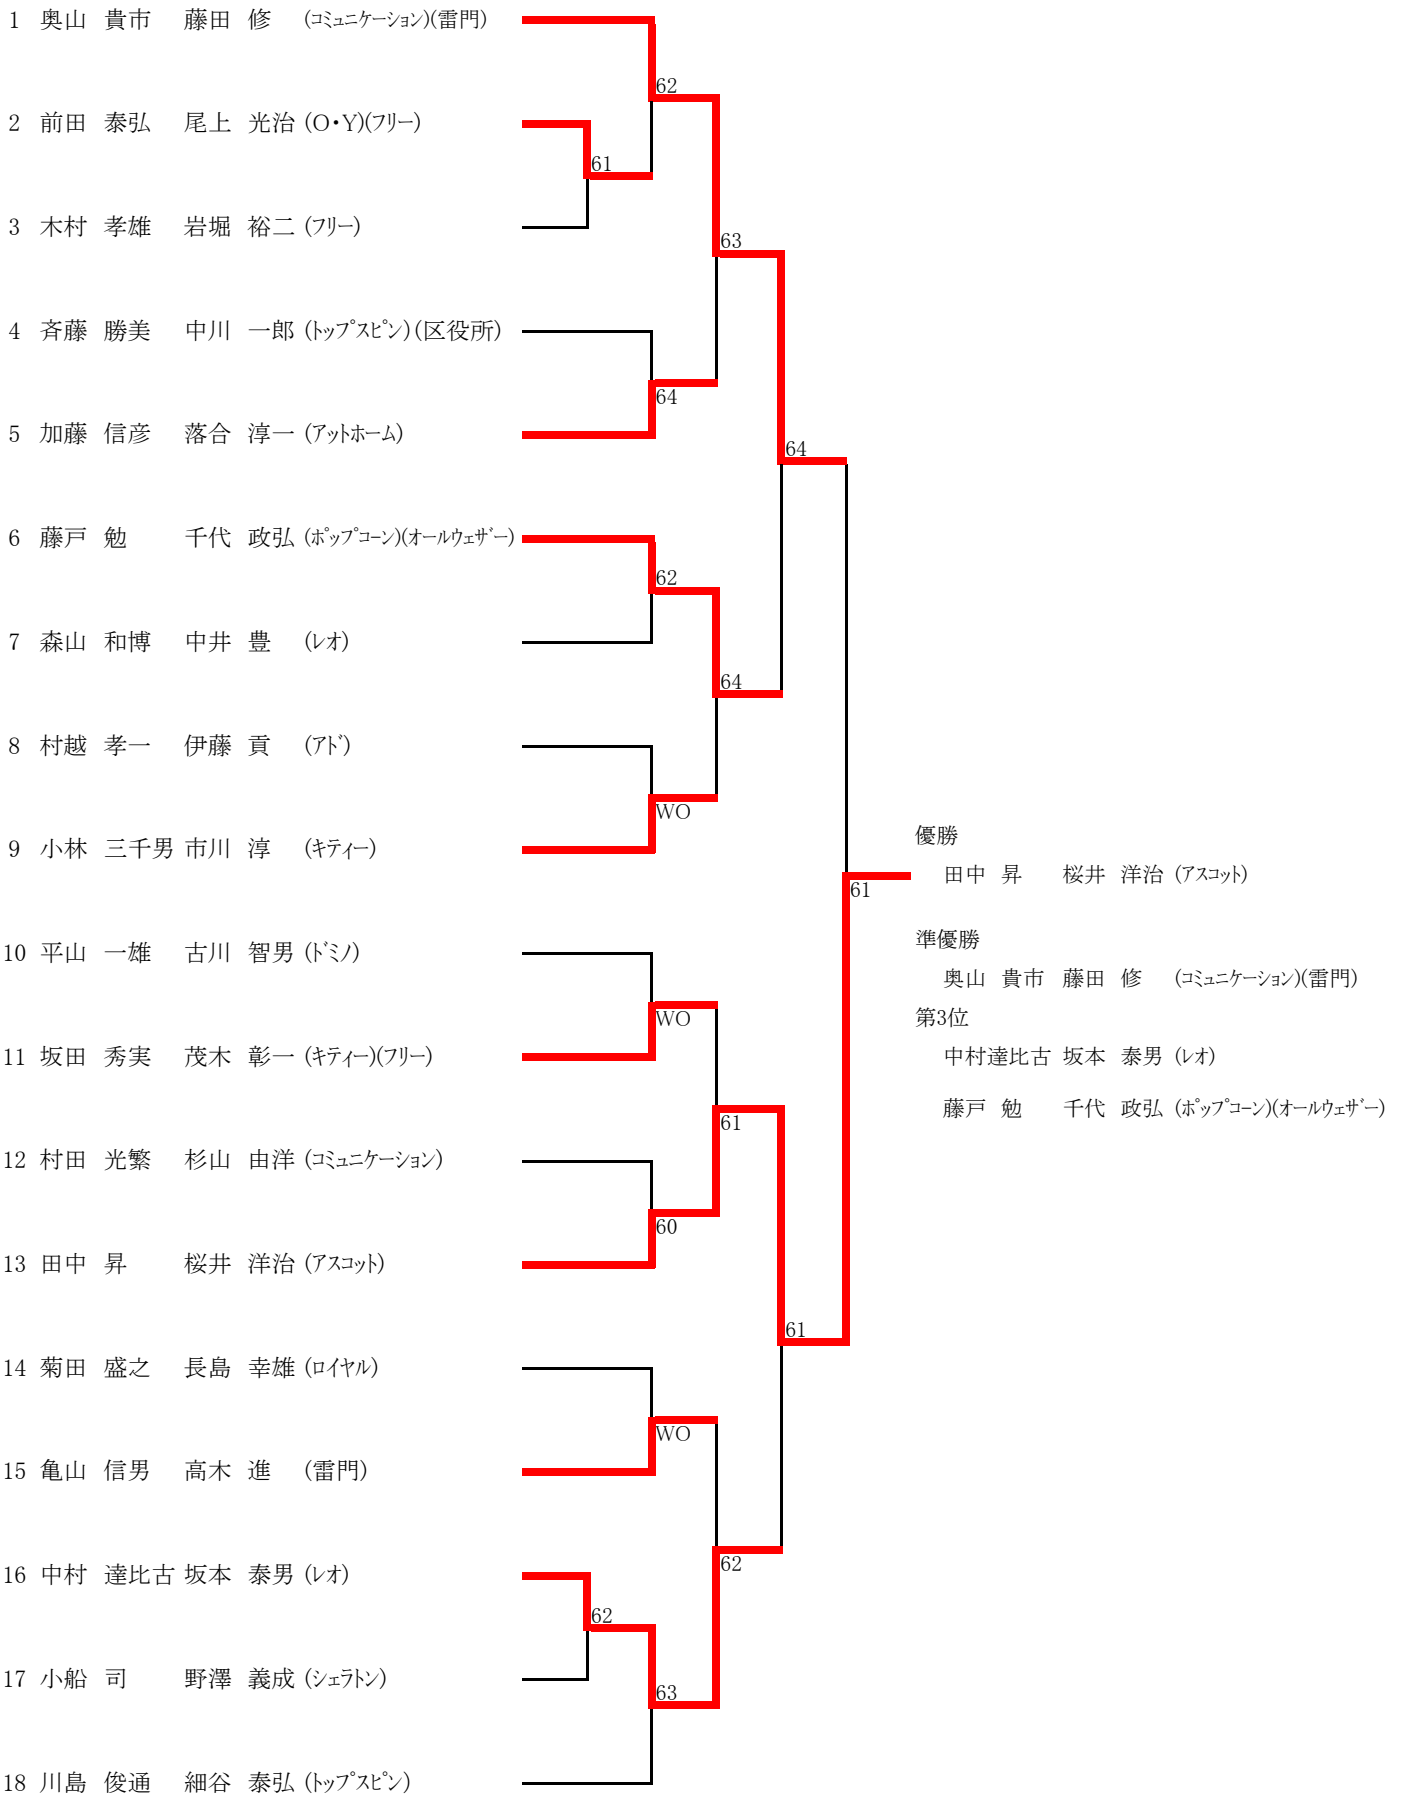 1 奥山 貴市 藤田 修 (コミュニケーション)(雷門)
62
2 前田 泰弘 尾上 光治 (O・Y)(フリー)
61
3 木村 孝雄 岩堀 裕二 (フリー)
63
4 斉藤 勝美 中川 一郎 (トップスピン)(区役所)
64
5 加藤 信彦 落合 淳一 (アットホーム)
64
6 藤戸 勉 千代 政弘 (ポップコーン)(オールウェザー)
62
7 森山 和博 中井 豊 (レオ)
64
8 村越 孝一 伊藤 貢 (アド)
WO
9 小林 三千男 市川 淳 (キティー)
優勝
田中 昇 桜井 洋治 (アスコット)
61
10 平山 一雄 古川 智男 (ドミノ)
準優勝
奥山 貴市 藤田 修 (コミュニケーション)(雷門)
WO
第3位
11 坂田 秀実 茂木 彰一 (キティー)(フリー)
中村達比古 坂本 泰男 (レオ)
藤戸 勉 千代 政弘 (ポップコーン)(オールウェザー)
61
12 村田 光繁 杉山 由洋 (コミュニケーション)
60
13 田中 昇 桜井 洋治 (アスコット)
61
14 菊田 盛之 長島 幸雄 (ロイヤル)
WO
15 亀山 信男 高木 進 (雷門)
62
16 中村 達比古 坂本 泰男 (レオ)
62
17 小船 司 野澤 義成 (シェラトン)
63
18 川島 俊通 細谷 泰弘 (トップスピン)